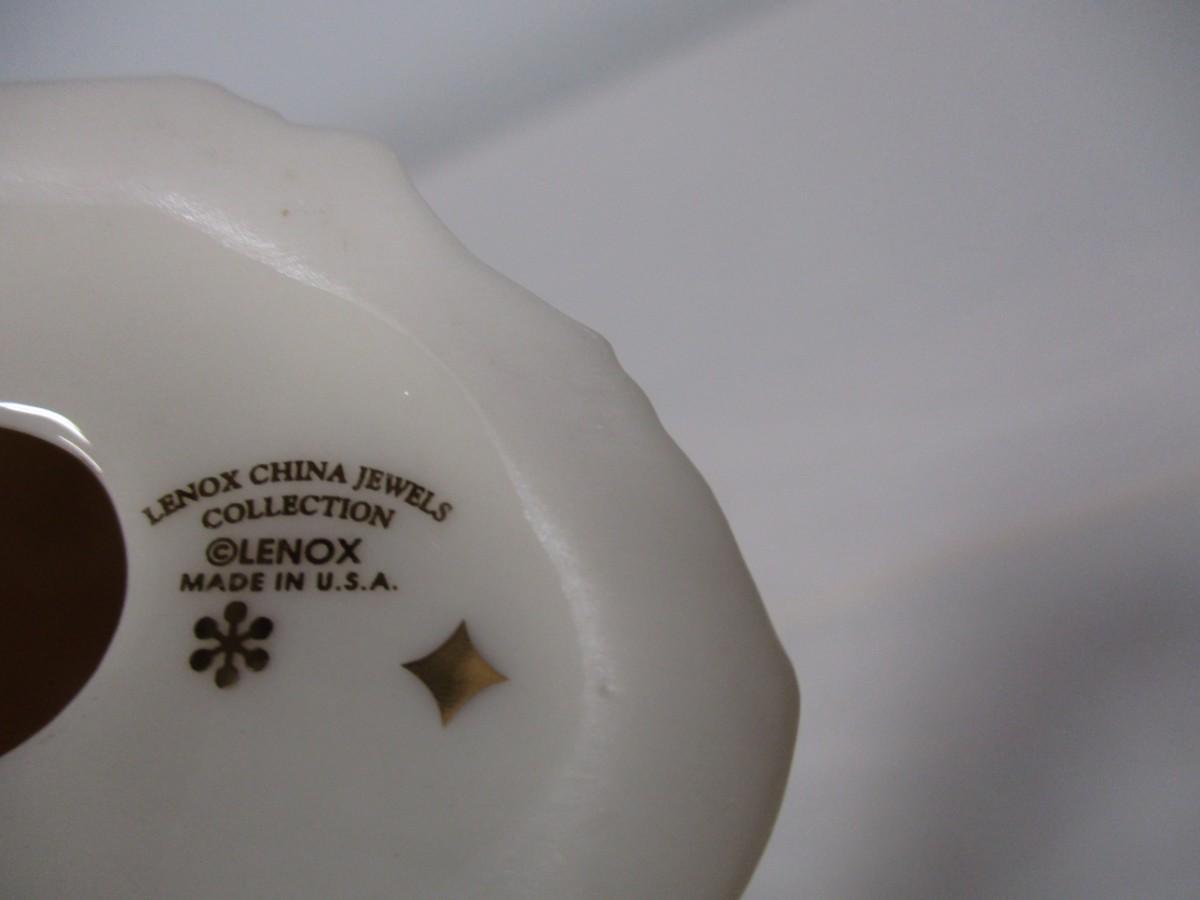 LENOX CHINA JEWELS
COLLECTION
©LENOX
MADE IN U.S.A.